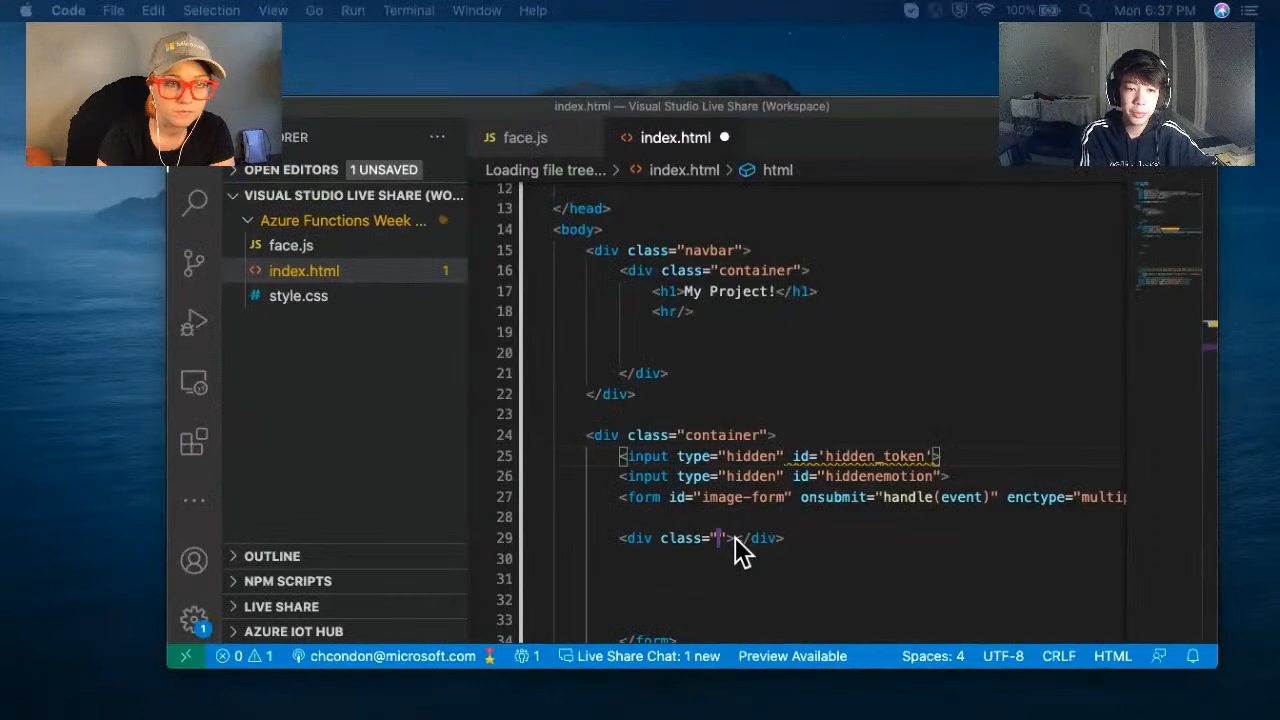 Code File Edit Selection View Go Run Terminal Window Help 100% Mon 6:37 PM
Microsoft
index.html — Visual Studio Live Share (Workspace)
ORER ···
JS face.js
<> index.html
OPEN EDITORS 1 UNSAVED
Loading file tree... > <> index.html > html
VISUAL STUDIO LIVE SHARE (WO...
Azure Functions Week ...
JS face.js
<> index.html 1
# style.css
12
13 </head>
14 <body>
15 <div class="navbar">
16 <div class="container">
17 <h1>My Project!</h1>
18 <hr/>
19
20
21 </div>
22 </div>
23
24 <div class="container">
25 <input type="hidden" id='hidden_token'>
26 <input type="hidden" id="hiddenemotion">
27 <form id="image-form" onsubmit="handle(event)" enctype="multip
28
29 <div class=""></div>
30
31
32
33
34 </form>
OUTLINE
NPM SCRIPTS
LIVE SHARE
AZURE IOT HUB
1
0 1 chcondon@microsoft.com 1 Live Share Chat: 1 new Preview Available Spaces: 4 UTF-8 CRLF HTML